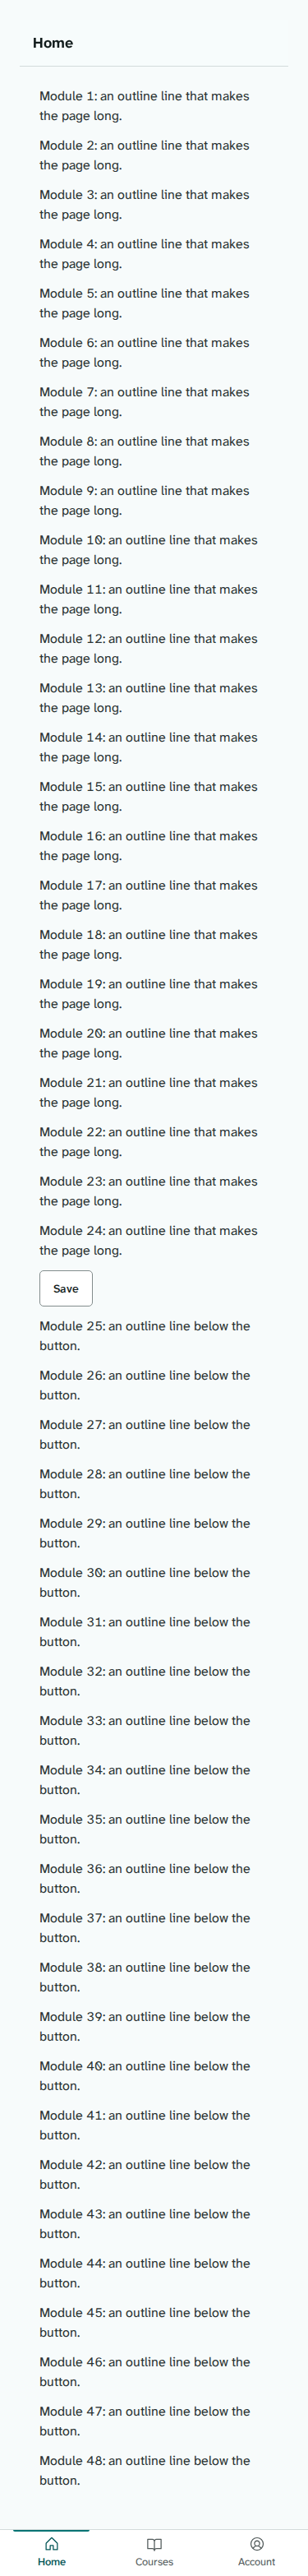 Home
Module 1: an outline line that makes
the page long.
Module 2: an outline line that makes
the page long.
Module 3: an outline line that makes
the page long.
Module 4: an outline line that makes
the page long.
Module 5: an outline line that makes
the page long.
Module 6: an outline line that makes
the page long.
Module 7: an outline line that makes
the page long.
Module 8: an outline line that makes
the page long.
Module 9: an outline line that makes
the page long.
Module 10: an outline line that makes
the page long.
Module 11: an outline line that makes
the page long.
Module 12: an outline line that makes
the page long.
Module 13: an outline line that makes
the page long.
Module 14: an outline line that makes
the page long.
Module 15: an outline line that makes
the page long.
Module 16: an outline line that makes
the page long.
Module 17: an outline line that makes
the page long.
Module 18: an outline line that makes
the page long.
Module 19: an outline line that makes
the page long.
Module 20: an outline line that makes
the page long.
Module 21: an outline line that makes
the page long.
Module 22: an outline line that makes
the page long.
Module 23: an outline line that makes
the page long.
Module 24: an outline line that makes
the page long.
Save
Module 25: an outline line below the
button.
Module 26: an outline line below the
button.
Module 27: an outline line below the
button.
Module 28: an outline line below the
button.
Module 29: an outline line below the
button.
Module 30: an outline line below the
button.
Module 31: an outline line below the
button.
Module 32: an outline line below the
button.
Module 33: an outline line below the
button.
Module 34: an outline line below the
button.
Module 35: an outline line below the
button.
Module 36: an outline line below the
button.
Module 37: an outline line below the
button.
Module 38: an outline line below the
button.
Module 39: an outline line below the
button.
Module 40: an outline line below the
button.
Module 41: an outline line below the
button.
Module 42: an outline line below the
button.
Module 43: an outline line below the
button.
Module 44: an outline line below the
button.
Module 45: an outline line below the
button.
Module 46: an outline line below the
button.
Module 47: an outline line below the
button.
Module 48: an outline line below the
button.
Home Courses Account